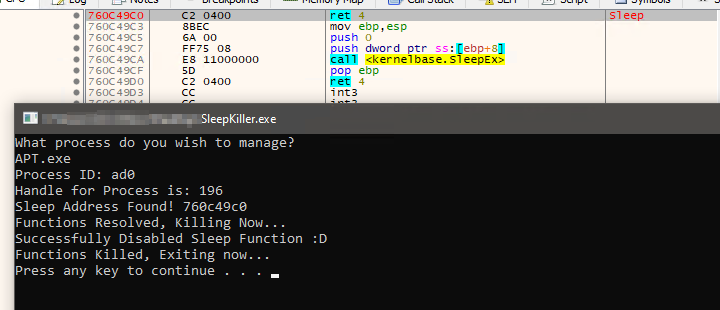 Log
Notes
Breakpoints
Memory Map
Call Stack
SEH
Script
Symbols
760C49C0 C2 0400 ret 4 Sleep
760C49C3 8BEC mov ebp,esp
760C49C5 6A 00 push 0
760C49C7 FF75 08 push dword ptr ss:[ebp+8]
760C49CA E8 11000000 call <kernelbase.SleepEx>
760C49CF 5D pop ebp
760C49D0 C2 0400 ret 4
760C49D3 CC int3
SleepKiller.exe
What process do you wish to manage?
APT.exe
Process ID: ad0
Handle for Process is: 196
Sleep Address Found! 760c49c0
Functions Resolved, Killing Now...
Successfully Disabled Sleep Function :D
Functions Killed, Exiting now...
Press any key to continue . . .